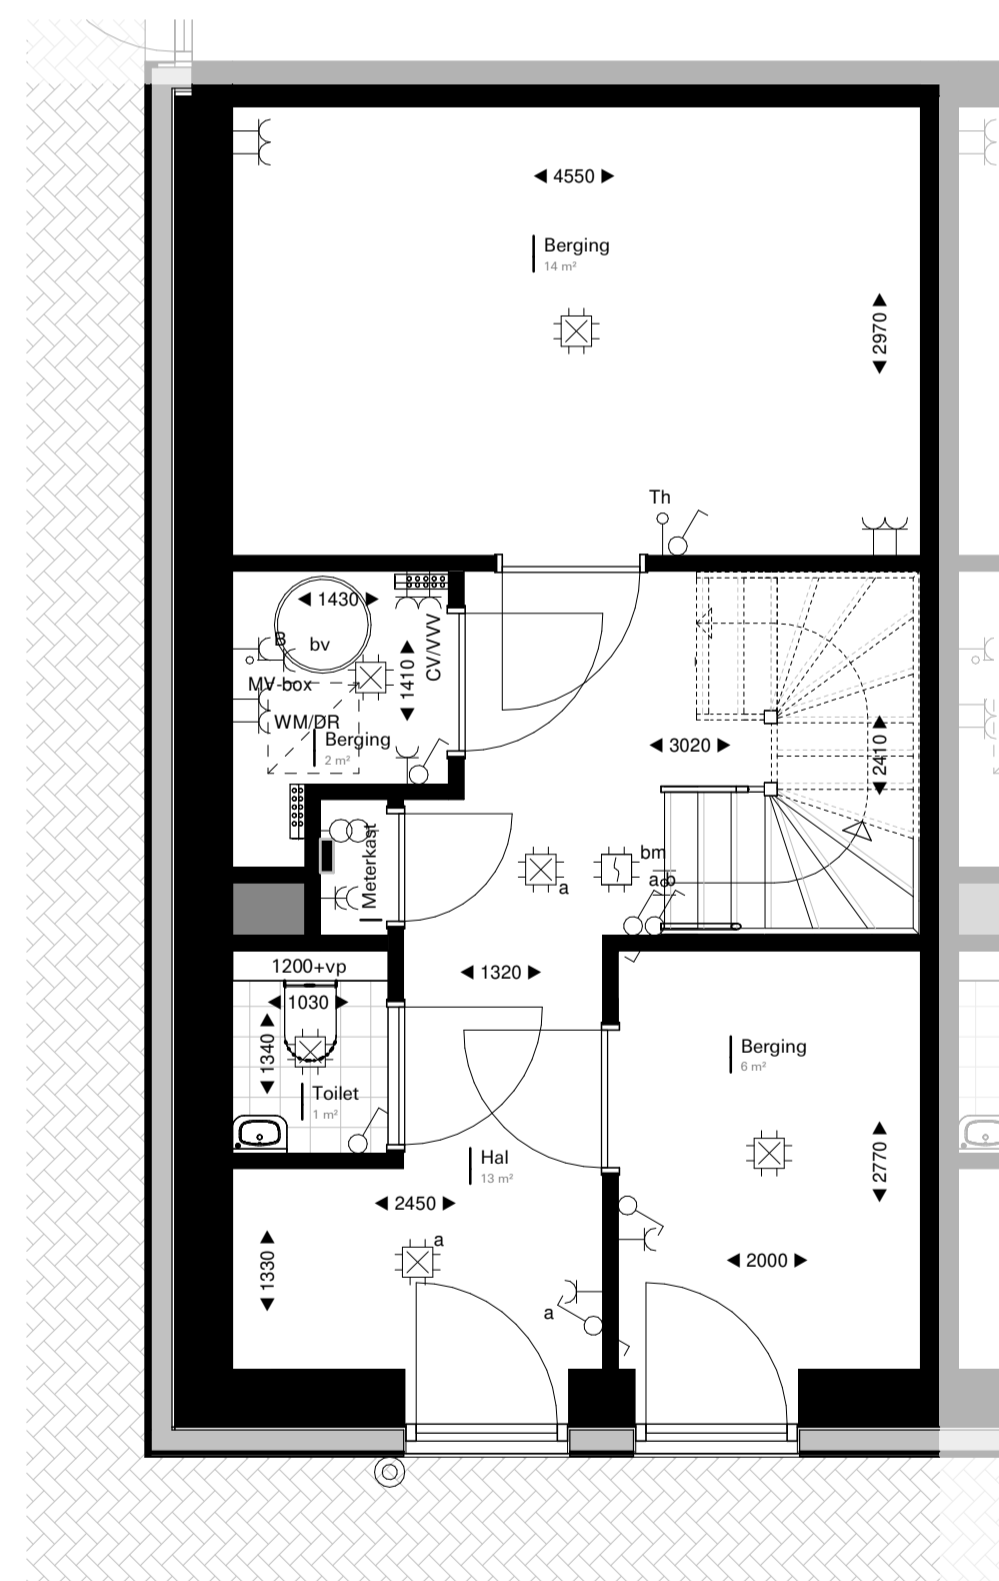 4550
Berging
14 m²
2970
Th
1430
B
bv
CV/VV
1410
MV-box
WM/DR
Berging
2 m²
3020
2410
Meterkast
a
bm
a b
1200+vp
1320
1030
1340
Toilet
1 m²
Berging
6 m²
Hal
13 m²
2770
2450
a
1330
2000
a